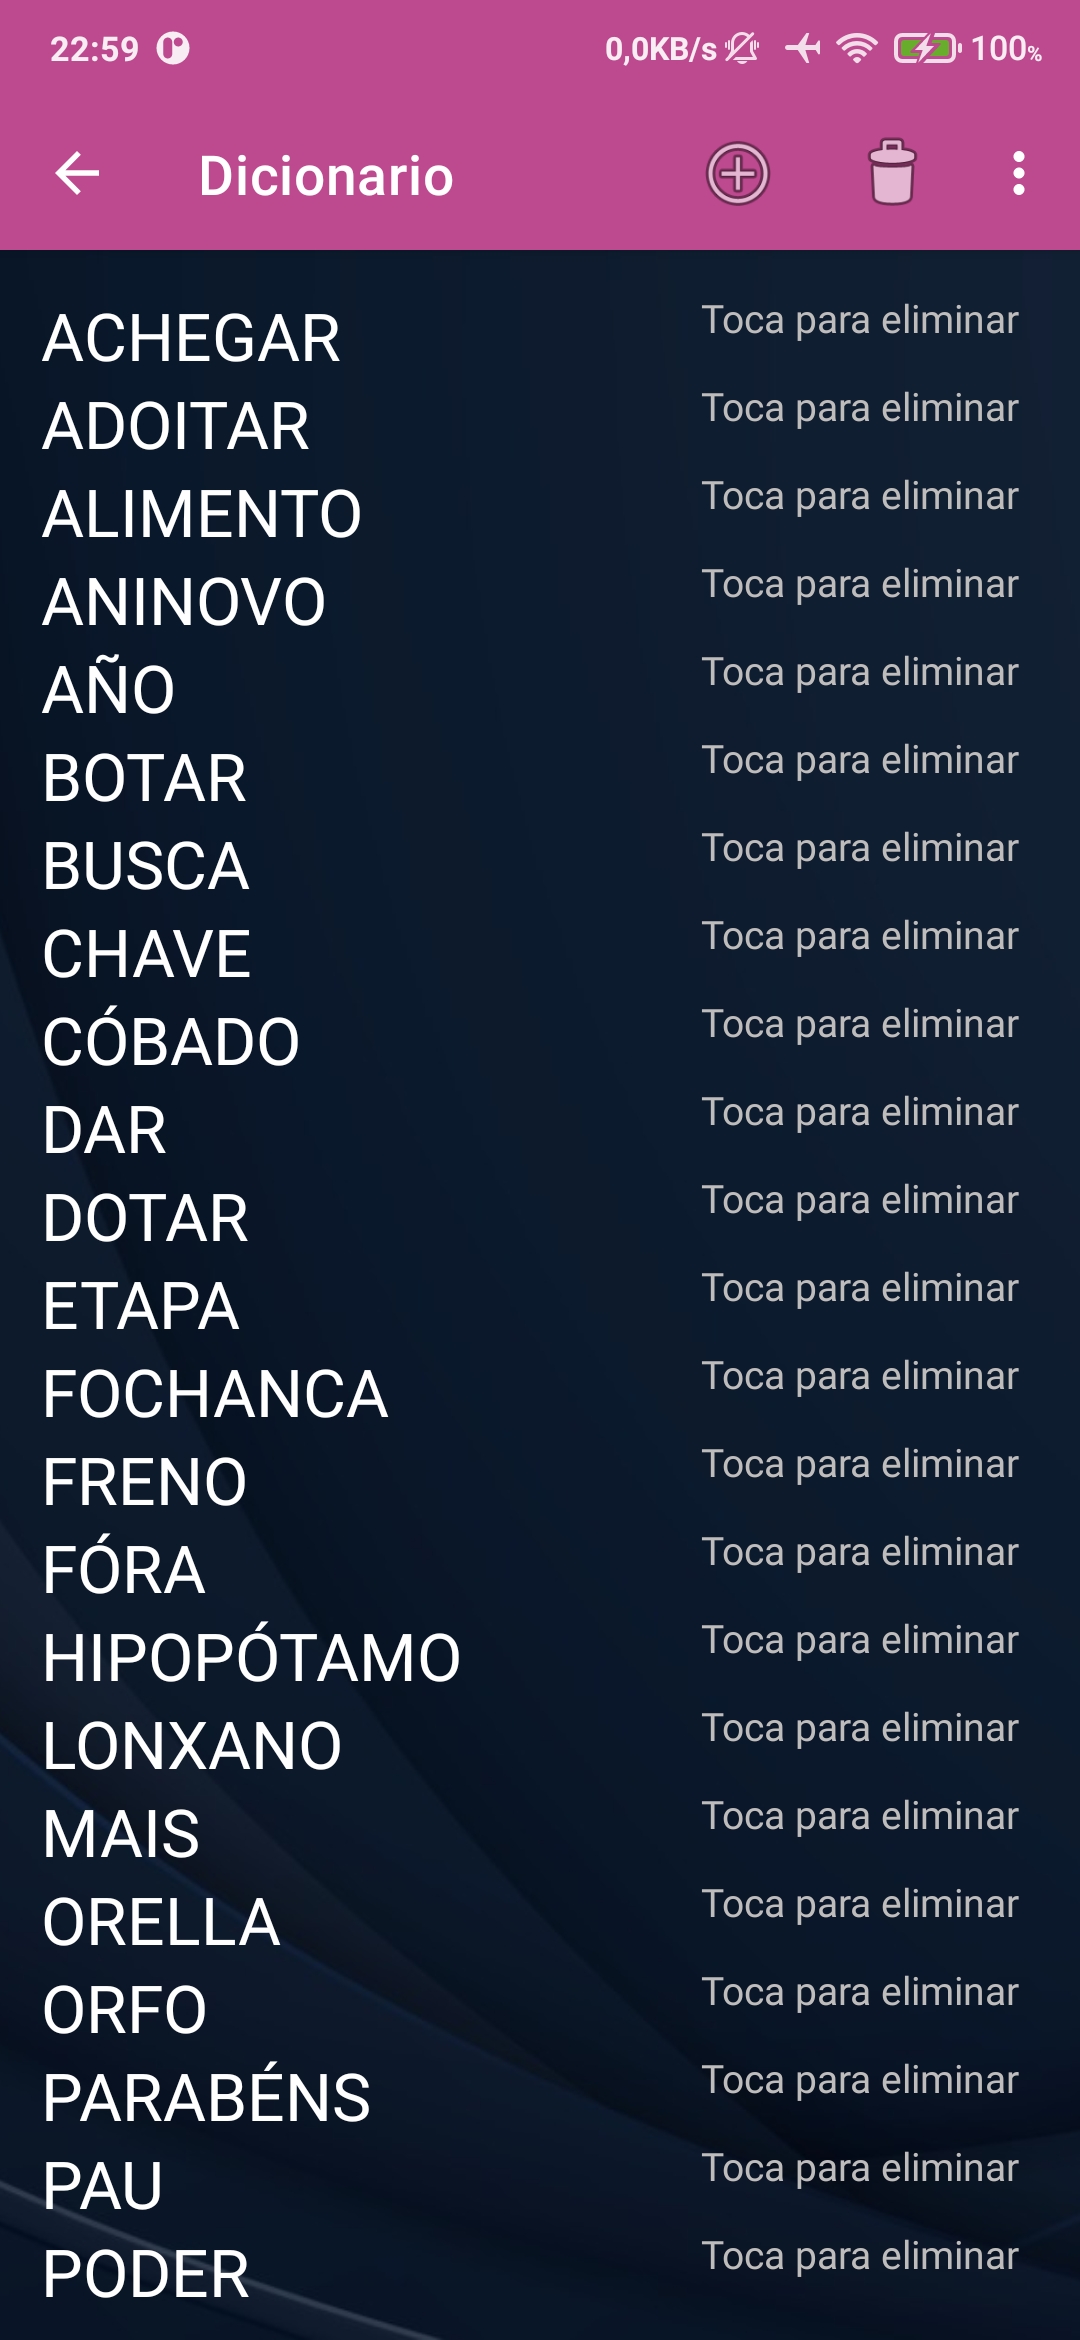 22:59 0,0KB/s 100%
Dicionario
ACHEGAR Toca para eliminar
ADOITAR Toca para eliminar
ALIMENTO Toca para eliminar
ANINOVO Toca para eliminar
AÑO Toca para eliminar
BOTAR Toca para eliminar
BUSCA Toca para eliminar
CHAVE Toca para eliminar
CÓBADO Toca para eliminar
DAR Toca para eliminar
DOTAR Toca para eliminar
ETAPA Toca para eliminar
FOCHANCA Toca para eliminar
FRENO Toca para eliminar
FÓRA Toca para eliminar
HIPOPÓTAMO Toca para eliminar
LONXANO Toca para eliminar
MAIS Toca para eliminar
ORELLA Toca para eliminar
ORFO Toca para eliminar
PARABÉNS Toca para eliminar
PAU Toca para eliminar
PODER Toca para eliminar